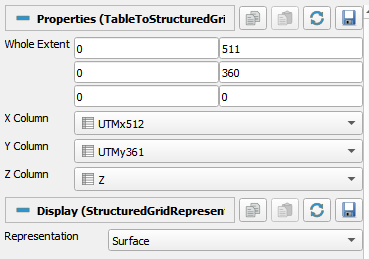 Properties (TableToStructuredGri
Whole Extent 0 511
0 360
0 0
X Column UTMx512
Y Column UTMy361
Z Column Z
Display (StructuredGridRepresen
Representation Surface